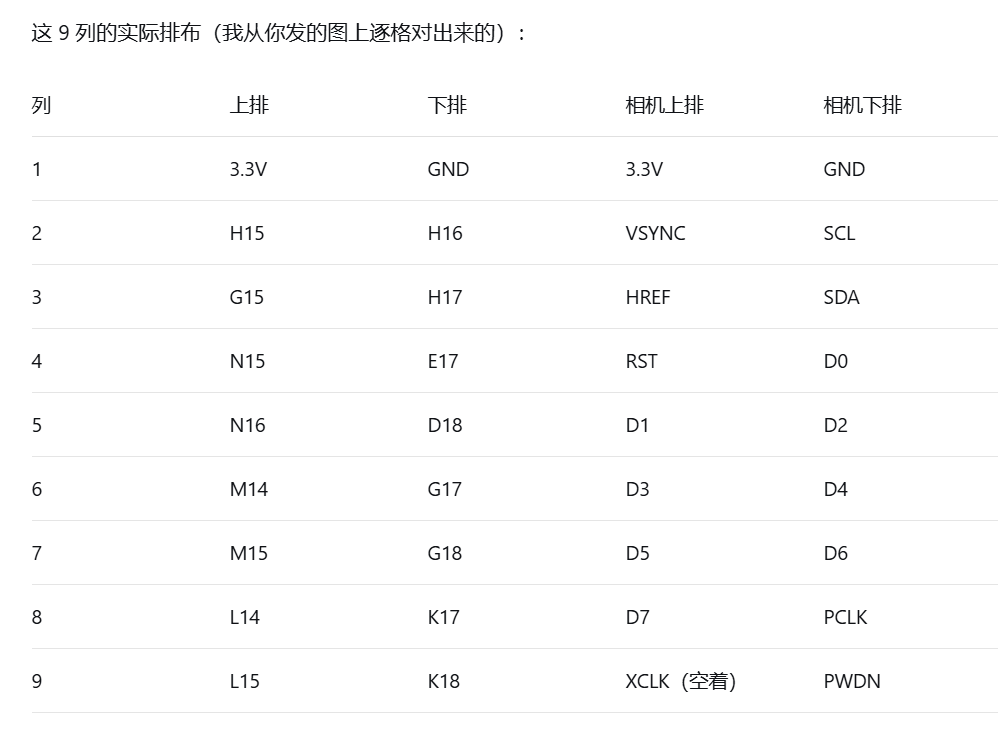 这 9 列的实际排布（我从你发的图上逐格对出来的）:
列 上排 下排 相机上排 相机下排
1 3.3V GND 3.3V GND
2 H15 H16 VSYNC SCL
3 G15 H17 HREF SDA
4 N15 E17 RST D0
5 N16 D18 D1 D2
6 M14 G17 D3 D4
7 M15 G18 D5 D6
8 L14 K17 D7 PCLK
9 L15 K18 XCLK（空着） PWDN